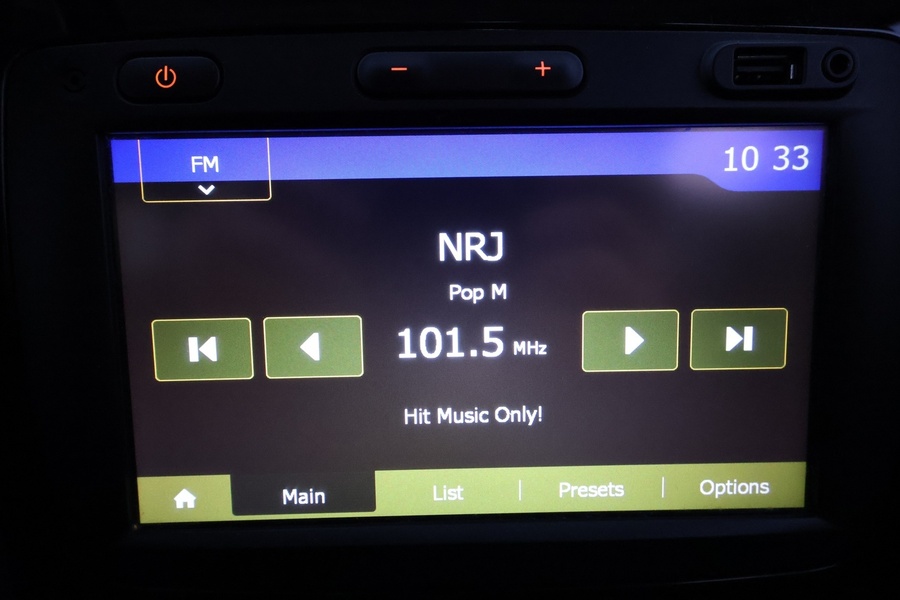 FM
10 33
NRJ
Pop M
101.5 MHz
Hit Music Only!
Main List Presets Options